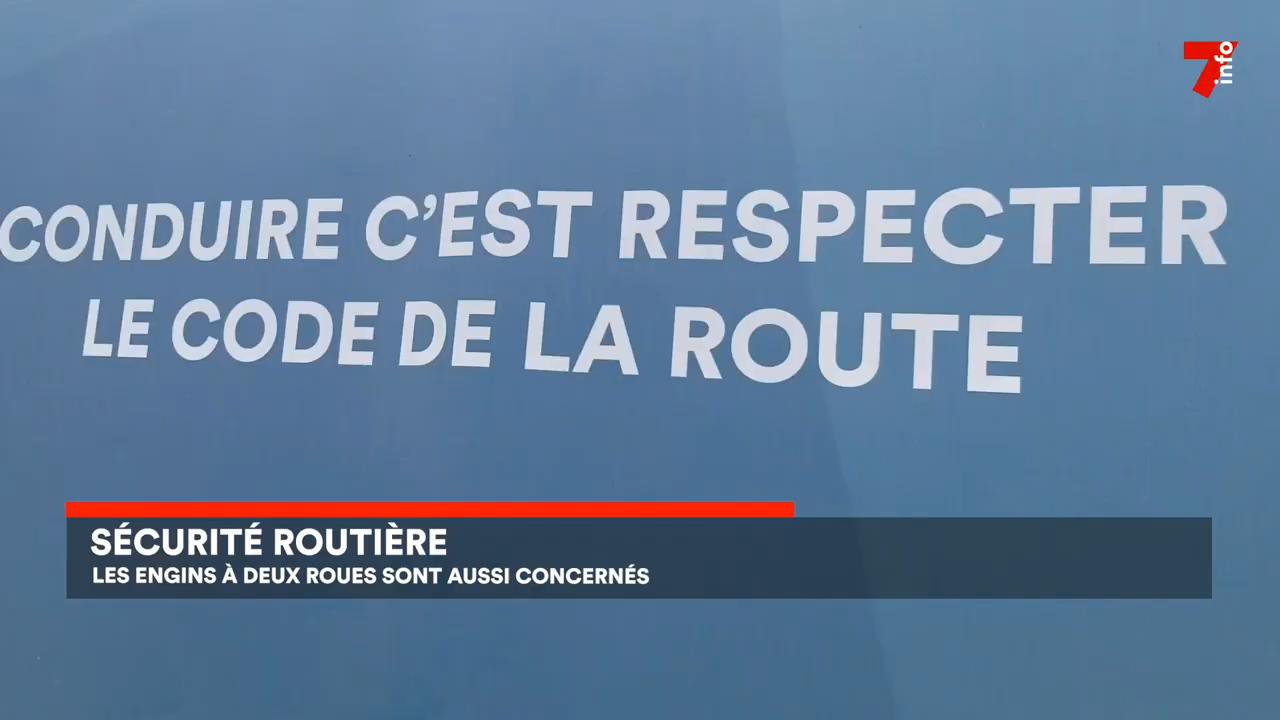 7 info
CONDUIRE C'EST RESPECTER
LE CODE DE LA ROUTE
SÉCURITÉ ROUTIÈRE
LES ENGINS À DEUX ROUES SONT AUSSI CONCERNÉS